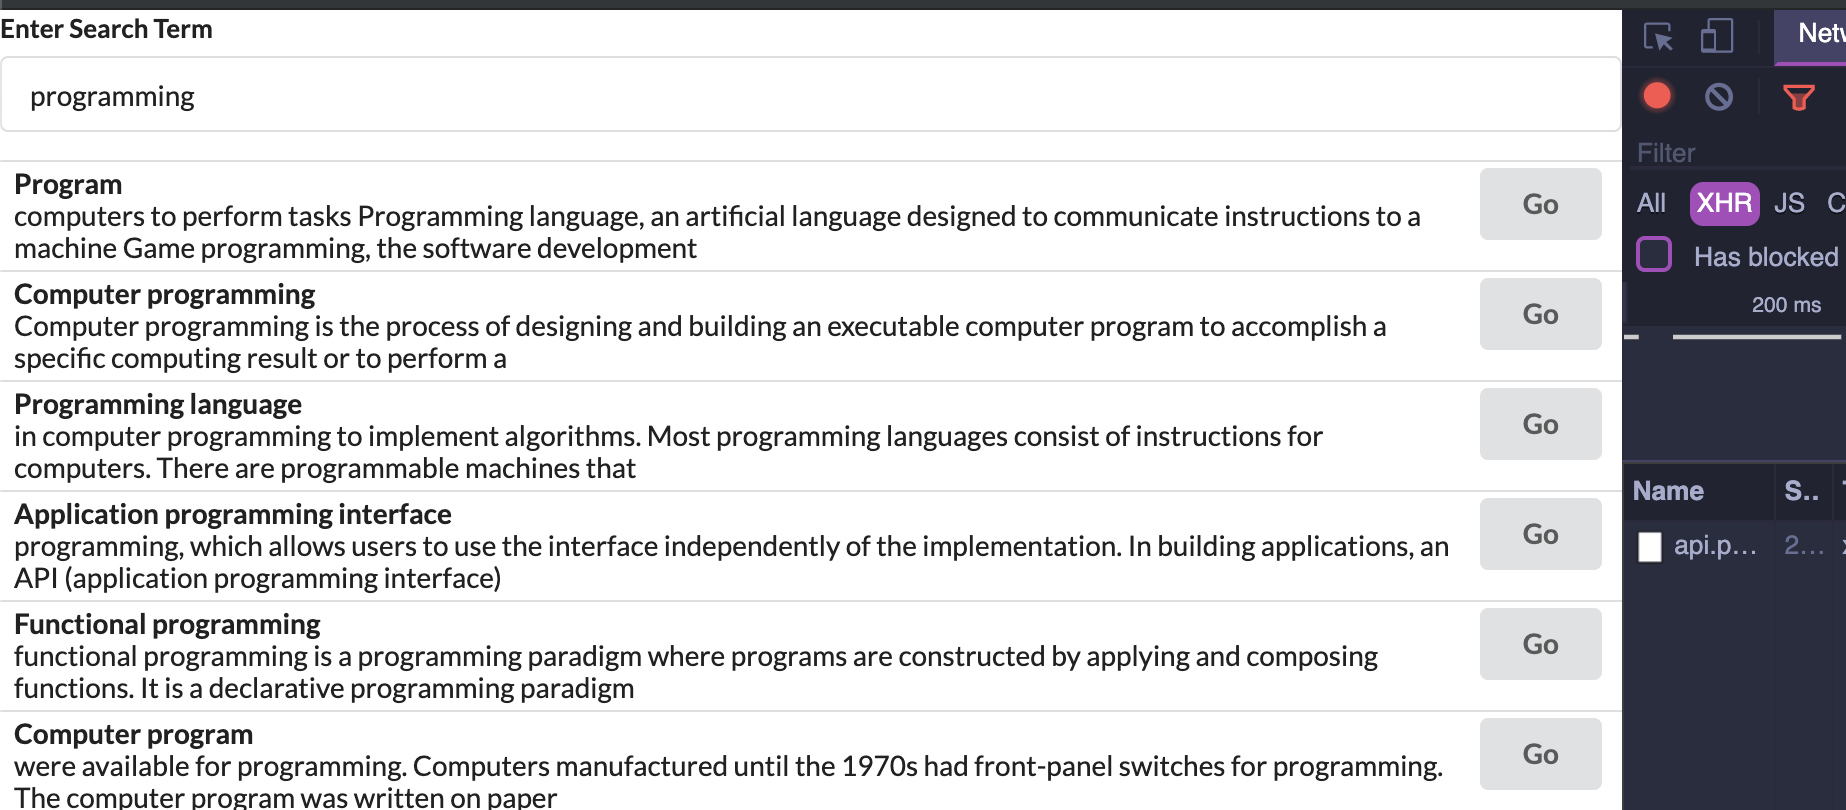 Enter Search Term
programming
Program
computers to perform tasks Programming language, an artificial language designed to communicate instructions to a
machine Game programming, the software development
Go
Computer programming
Computer programming is the process of designing and building an executable computer program to accomplish a
specific computing result or to perform a
Go
Programming language
in computer programming to implement algorithms. Most programming languages consist of instructions for
computers. There are programmable machines that
Go
Application programming interface
programming, which allows users to use the interface independently of the implementation. In building applications, an
API (application programming interface)
Go
Functional programming
functional programming is a programming paradigm where programs are constructed by applying and composing
functions. It is a declarative programming paradigm
Go
Computer program
were available for programming. Computers manufactured until the 1970s had front-panel switches for programming.
The computer program was written on paper
Go
Filter
All XHR JS
Has blocked
200 ms
Name S..
api.p... 2...